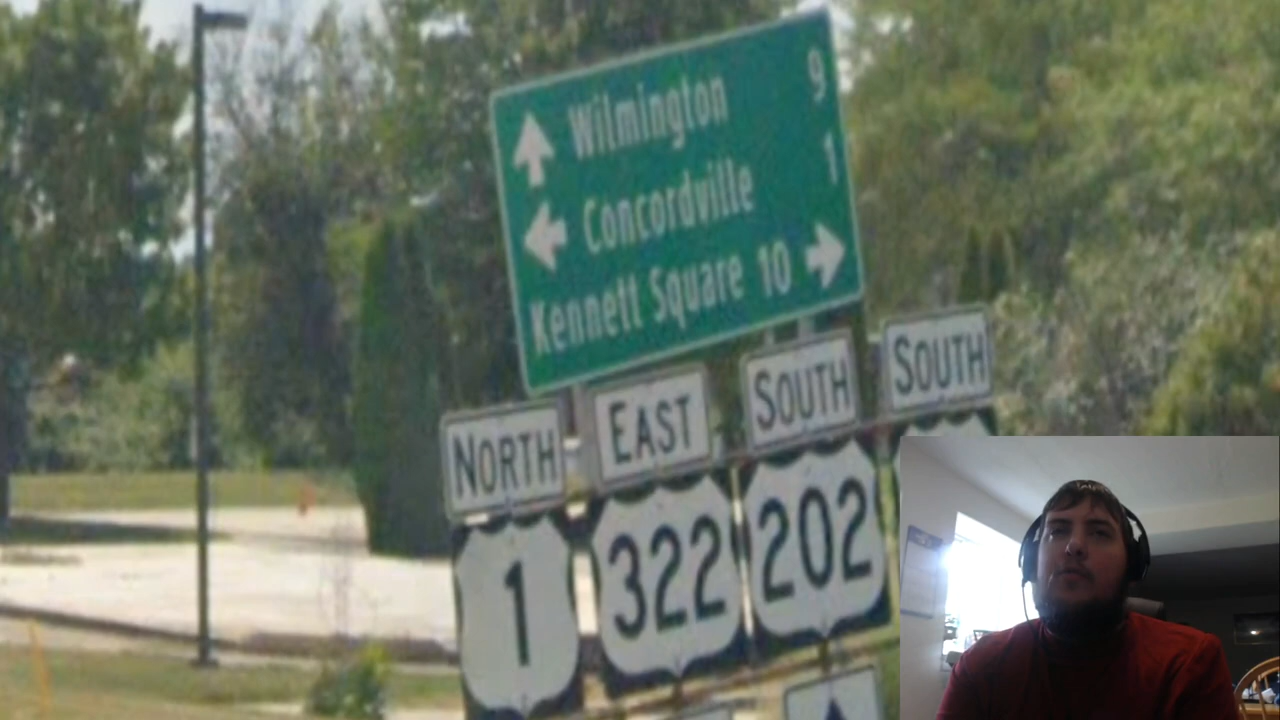 Wilmington 9
Concordville 1
Kennett Square 10
NORTH EAST SOUTH SOUTH
1 322 202